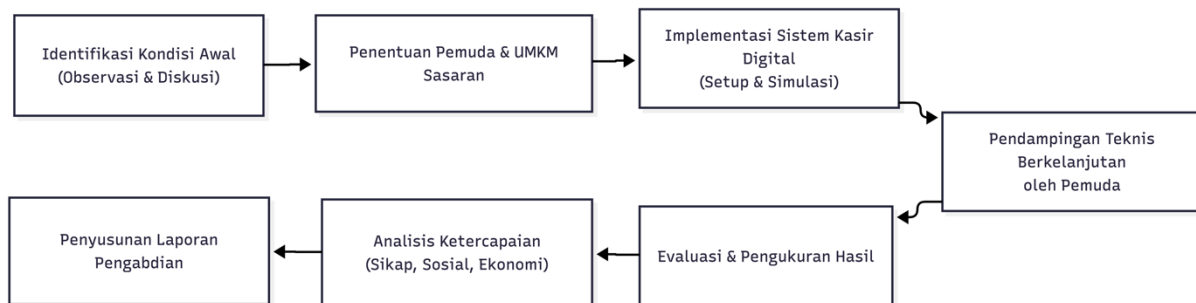 Identifikasi Kondisi Awal
(Observasi & Diskusi)
Penentuan Pemuda & UMKM
Sasaran
Implementasi Sistem Kasir
Digital
(Setup & Simulasi)
Pendampingan Teknis
Berkelanjutan
oleh Pemuda
Evaluasi & Pengukuran Hasil
Analisis Ketercapaian
(Sikap, Sosial, Ekonomi)
Penyusunan Laporan
Pengabdian